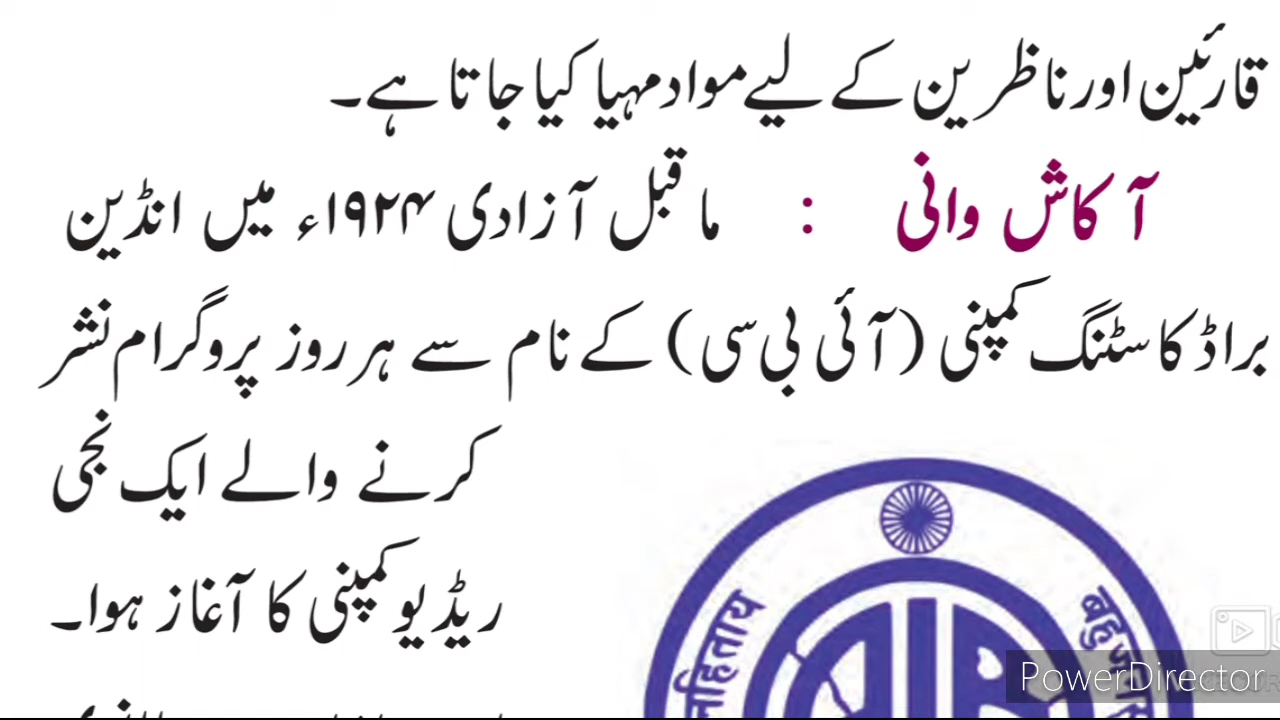 قارئین اور ناظرین کے لیے مواد مہیا کیا جاتا ہے۔
آکاش وانی : ماقبل آزادی ۱۹۲۴ء میں انڈین
براڈ کاسٹنگ کمپنی (آئی بی سی) کے نام سے ہر روز پروگرام نشر
کرنے والے ایک نجی
ریڈیو کمپنی کا آغاز ہوا۔
PowerDirector